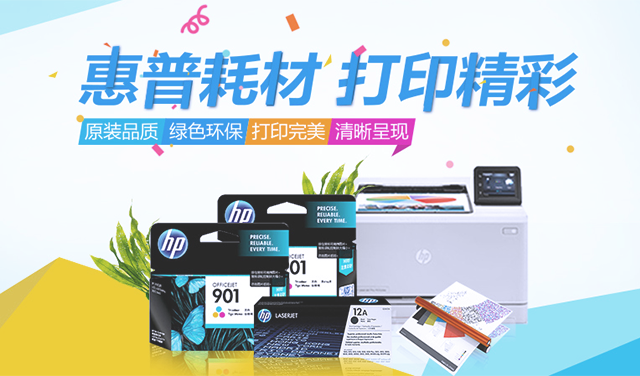 惠普耗材 打印精彩
原装品质 绿色环保 打印完美 清晰呈现
hp
PRECISE.
RELIABLE.
EVERY TIME.
901
hp
PRECISE.
RELIABLE.
EVERY TIME.
OFFICEJET
901
hp
hp
LASERJET
12A